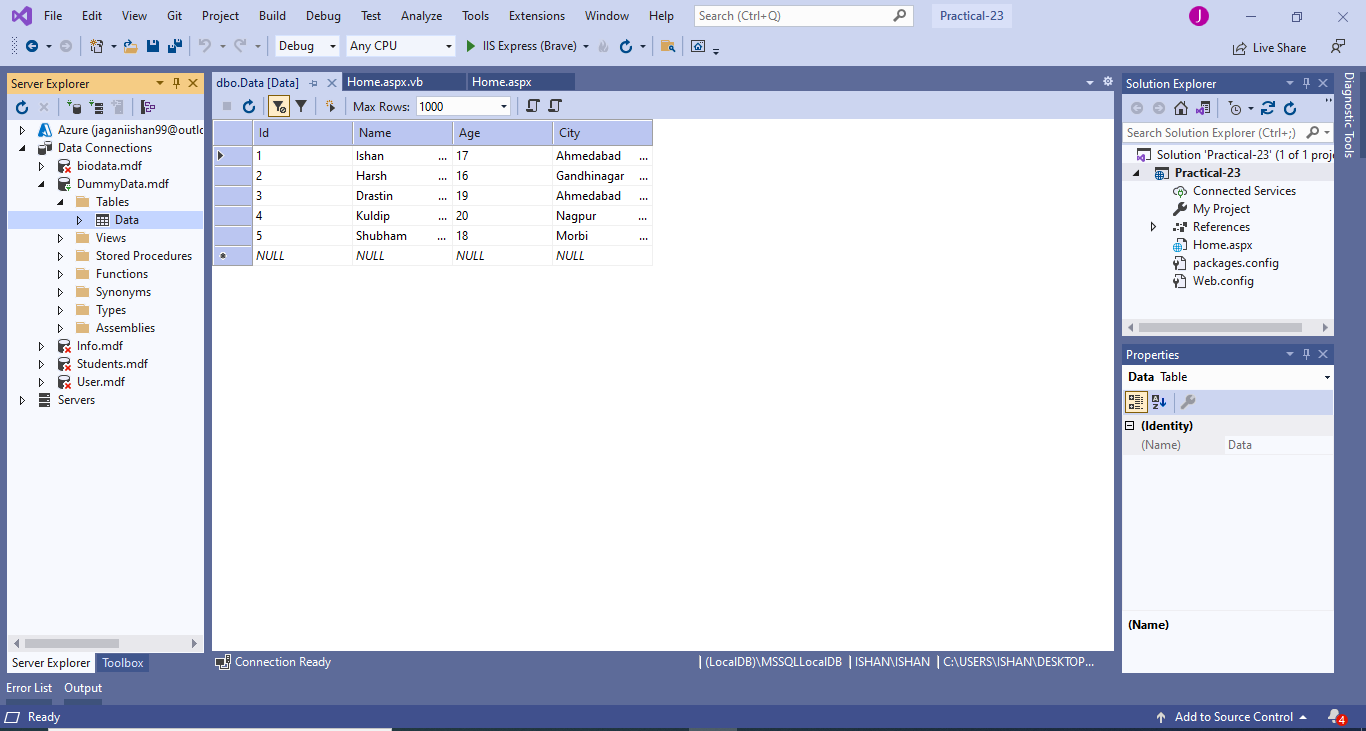 File Edit View Git Project Build Debug Test Analyze Tools Extensions Window Help Search (Ctrl+Q) Practical-23 J
Debug Any CPU IIS Express (Brave) Live Share
Server Explorer
Azure (jaganiishan99@outlo
Data Connections
biodata.mdf
DummyData.mdf
Tables
Data
Views
Stored Procedures
Functions
Synonyms
Types
Assemblies
Info.mdf
Students.mdf
User.mdf
Servers
Server Explorer Toolbox
dbo.Data [Data] Home.aspx.vb Home.aspx
Max Rows: 1000
Id Name Age City
1 Ishan ... 17 Ahmedabad ...
2 Harsh ... 16 Gandhinagar ...
3 Drastin ... 19 Ahmedabad ...
4 Kuldip ... 20 Nagpur ...
5 Shubham ... 18 Morbi ...
NULL NULL NULL NULL
Connection Ready | (LocalDB)\MSSQLLocalDB | ISHAN\ISHAN | C:\USERS\ISHAN\DESKTOP...
Solution Explorer
Search Solution Explorer (Ctrl+;)
Solution 'Practical-23' (1 of 1 proje
Practical-23
Connected Services
My Project
References
Home.aspx
packages.config
Web.config
Properties
Data Table
(Identity)
(Name) Data
(Name)
Diagnostic Tools
Error List Output
Ready Add to Source Control 4